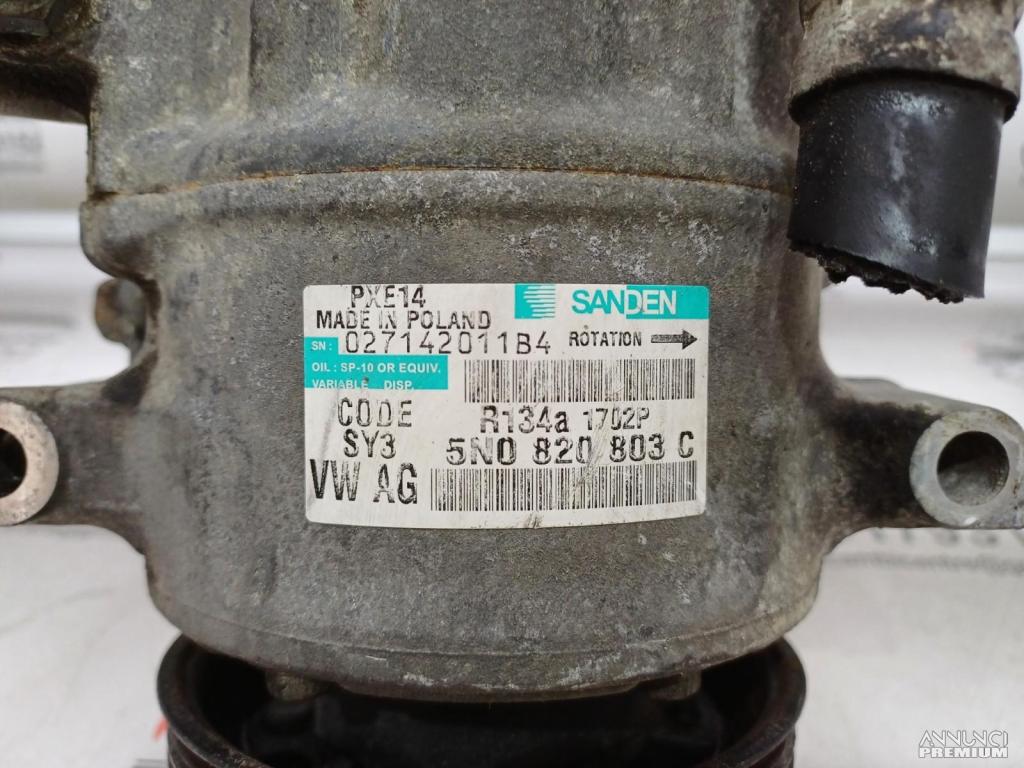 PXE14
SANDEN
MADE IN POLAND
SN: 027142011B4
ROTATION
OIL: SP-10 OR EQUIV.
VARIABLE DISP.
CODE
R134a 1702P
SY3
5N0 820 803 C
VW AG
ANNUNCI
PREMIUM